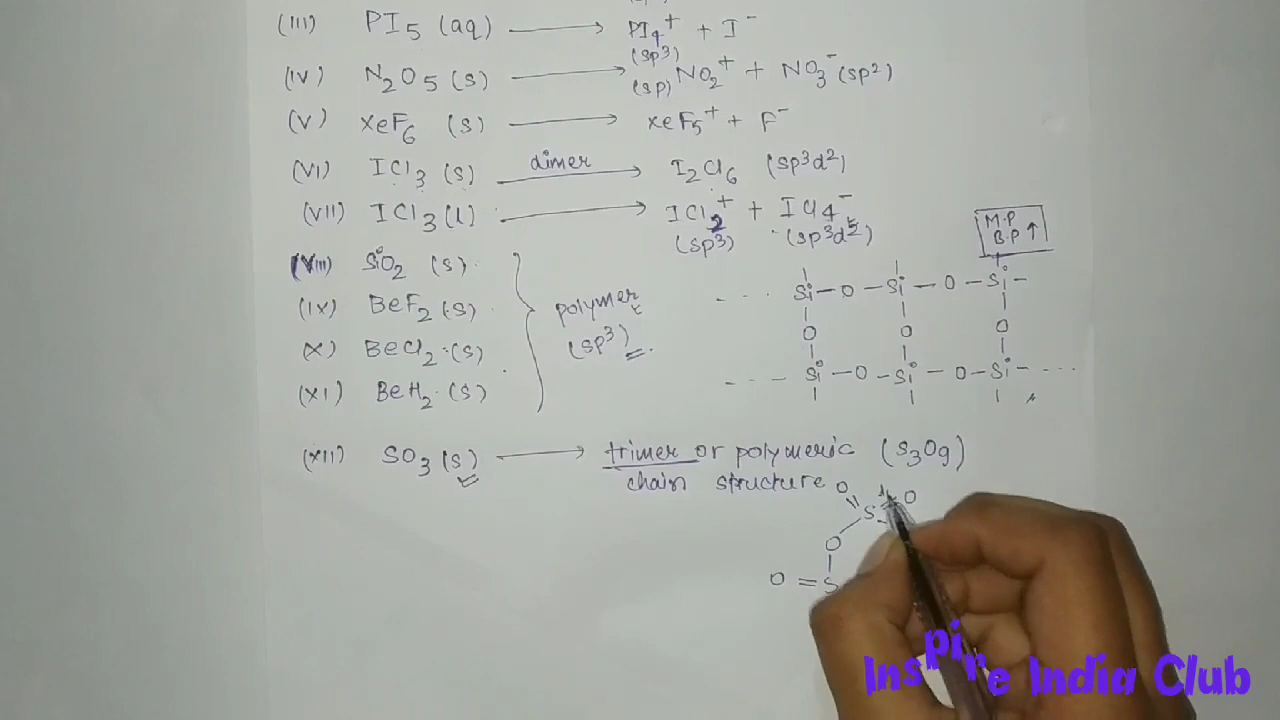 (III) PI5 (aq) → PI4+ + I−
(sp3)
(IV) N2O5 (s) → (sp) NO2+ + NO3− (sp2)
(V) XeF6 (s) → XeF5+ + F−
(VI) ICl3 (s) dimer → I2Cl6 (sp3d2)
(VII) ICl3 (l) → ICl2+ + ICl4−
(sp3) (sp3d2)
M.P
B.P ↑
(VIII) SiO2 (s)
(IX) BeF2 (s)
(X) BeCl2 (s)
(XI) BeH2 (s)
polymer
(sp3)
--- Si – O – Si – O – Si –
O O O
--- Si – O – Si – O – Si – ---
(XII) SO3 (s) → trimer or polymeric (S3O9)
chain structure
O S O
O
O = S
Inspire India Club